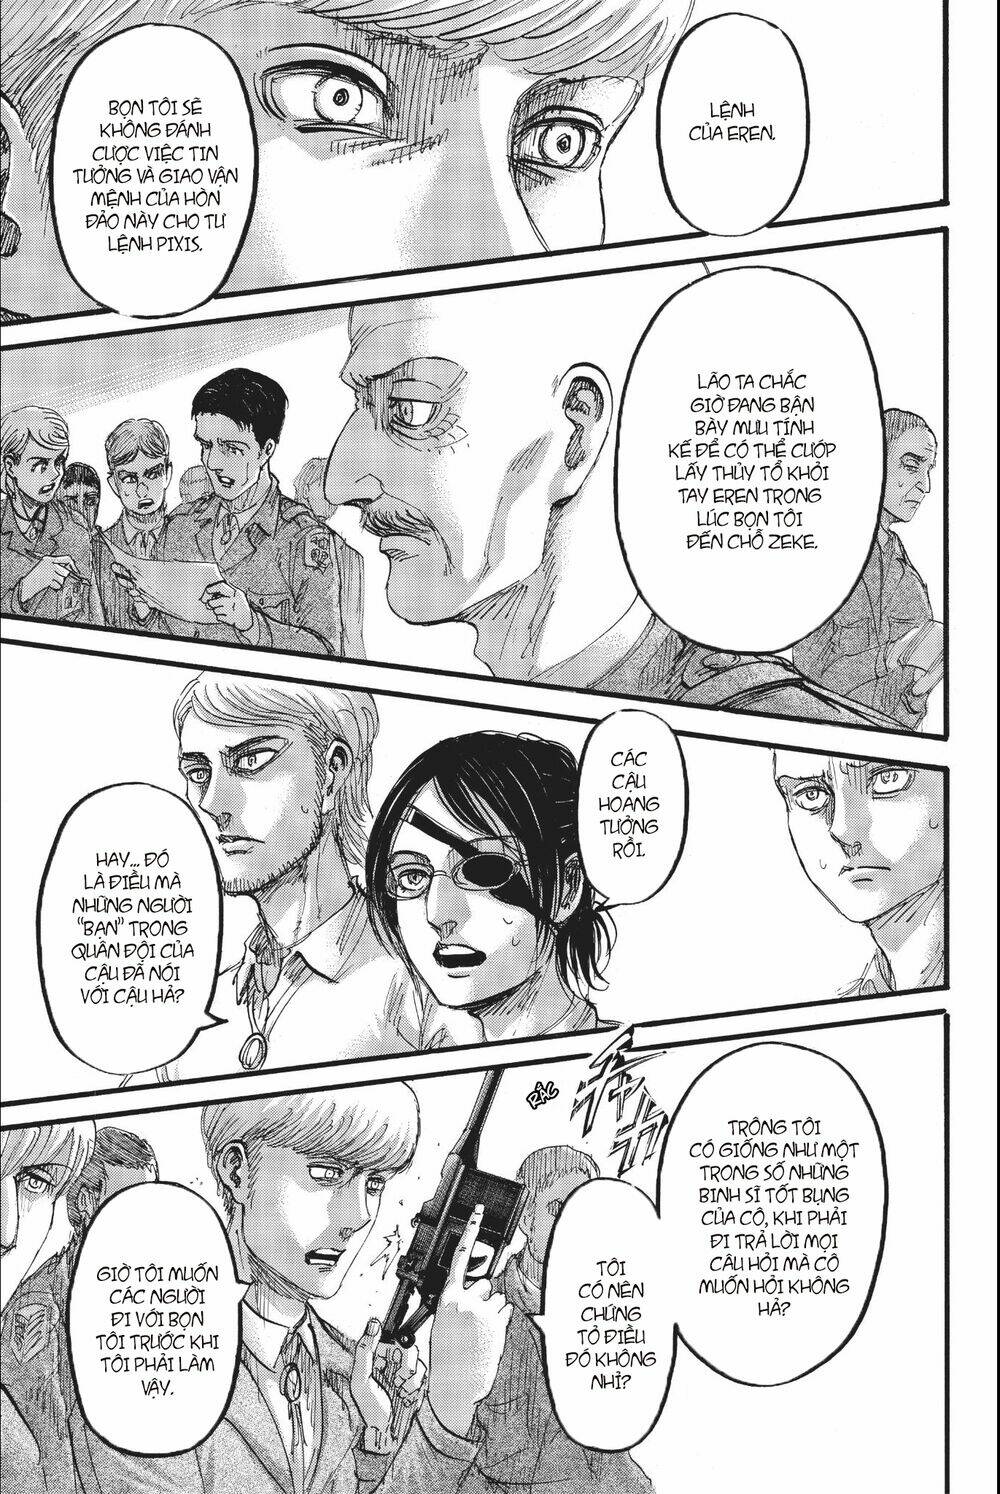 LỆNH
CỦA EREN.
BỌN TÔI SẼ
KHÔNG ĐÁNH
CƯỢC VIỆC TIN
TƯỞNG VÀ GIAO VẬN
MỆNH CỦA HÒN
ĐẢO NÀY CHO TƯ
LỆNH PIXIS.
LÃO TA CHẮC
GIỜ ĐANG BẬN
BÀY MƯU TÍNH
KẾ ĐỂ CÓ THỂ CƯỚP
LẤY THỦY TỔ KHỎI
TAY EREN TRONG
LÚC BỌN TÔI
ĐẾN CHỖ ZEKE.
CÁC
CẬU
HOANG
TƯỞNG
RỒI.
HAY... ĐÓ
LÀ ĐIỀU MÀ
NHỮNG NGƯỜI
"BẠN" TRONG
QUÂN ĐỘI CỦA
CẬU ĐÃ NÓI
VỚI CẬU HẢ?
TRÔNG TÔI
CÓ GIỐNG NHƯ MỘT
TRONG SỐ NHỮNG
BINH SĨ TỐT BỤNG
CỦA CÔ, KHI PHẢI
ĐI TRẢ LỜI MỌI
CÂU HỎI MÀ CÔ
MUỐN HỎI KHÔNG
HẢ?
RẮC
TÔI
CÓ NÊN
CHỨNG
TỎ ĐIỀU
ĐÓ KHÔNG
NHỈ?
GIỜ TÔI MUỐN
CÁC NGƯỜI
ĐI VỚI BỌN
TÔI TRƯỚC KHI
TÔI PHẢI LÀM
VẬY.